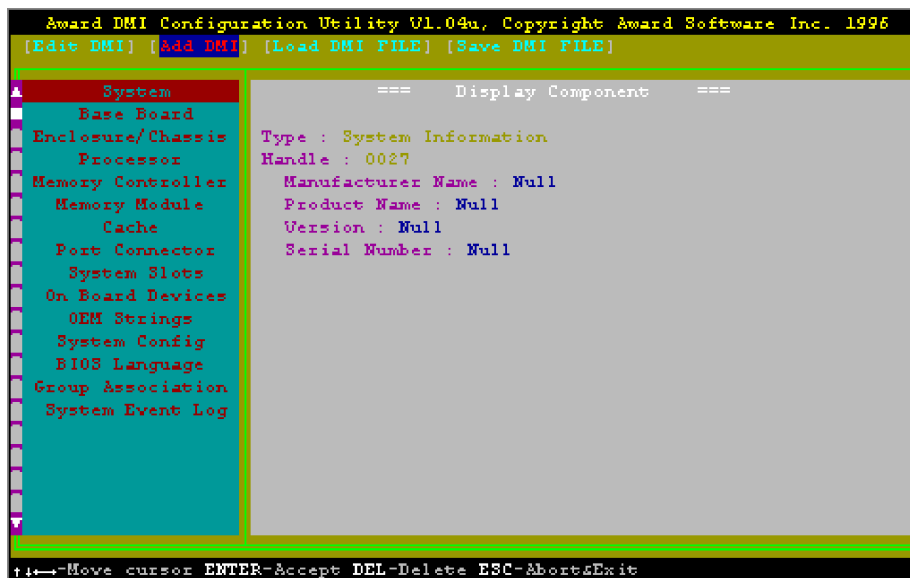 Award DMI Configuration Utility V1.04u, Copyright Award Software Inc. 1996
[Edit DMI] [Add DMI] [Load DMI FILE] [Save DMI FILE]
System
Base Board
Enclosure/Chassis
Processor
Memory Controller
Memory Module
Cache
Port Connector
System Slots
On Board Devices
OEM Strings
System Config
BIOS Language
Group Association
System Event Log
=== Display Component ===
Type : System Information
Handle : 0027
Manufacturer Name : Null
Product Name : Null
Version : Null
Serial Number : Null
↑↓←→-Move cursor ENTER-Accept DEL-Delete ESC-Abort&Exit